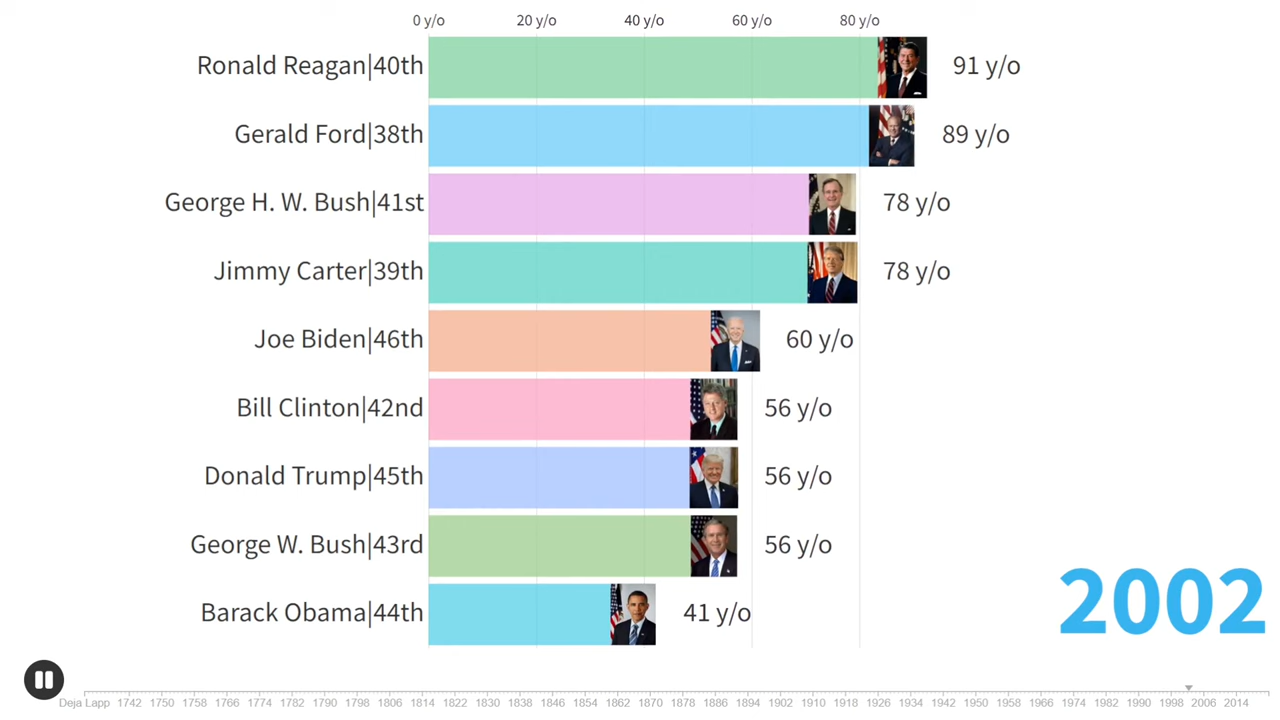 0 y/o 20 y/o 40 y/o 60 y/o 80 y/o
Ronald Reagan|40th 91 y/o
Gerald Ford|38th 89 y/o
George H. W. Bush|41st 78 y/o
Jimmy Carter|39th 78 y/o
Joe Biden|46th 60 y/o
Bill Clinton|42nd 56 y/o
Donald Trump|45th 56 y/o
George W. Bush|43rd 56 y/o
Barack Obama|44th 41 y/o
2002
Deja Lapp 1742 1750 1758 1766 1774 1782 1790 1798 1806 1814 1822 1830 1838 1846 1854 1862 1870 1878 1886 1894 1902 1910 1918 1926 1934 1942 1950 1958 1966 1974 1982 1990 1998 2006 2014